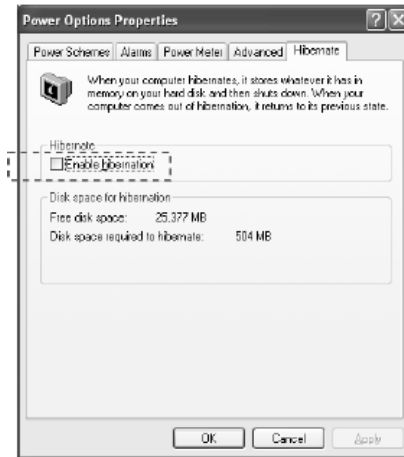 Power Options Properties
Power Schemes Alarms Power Meter Advanced Hibernate
When your computer hibernates, it stores whatever it has in
memory on your hard disk and then shuts down. When your
computer comes out of hibernation, it returns to its previous state.
Hibernate
Enable hibernation
Disk space for hibernation
Free disk space: 25,377 MB
Disk space required to hibernate: 504 MB
OK Cancel Apply